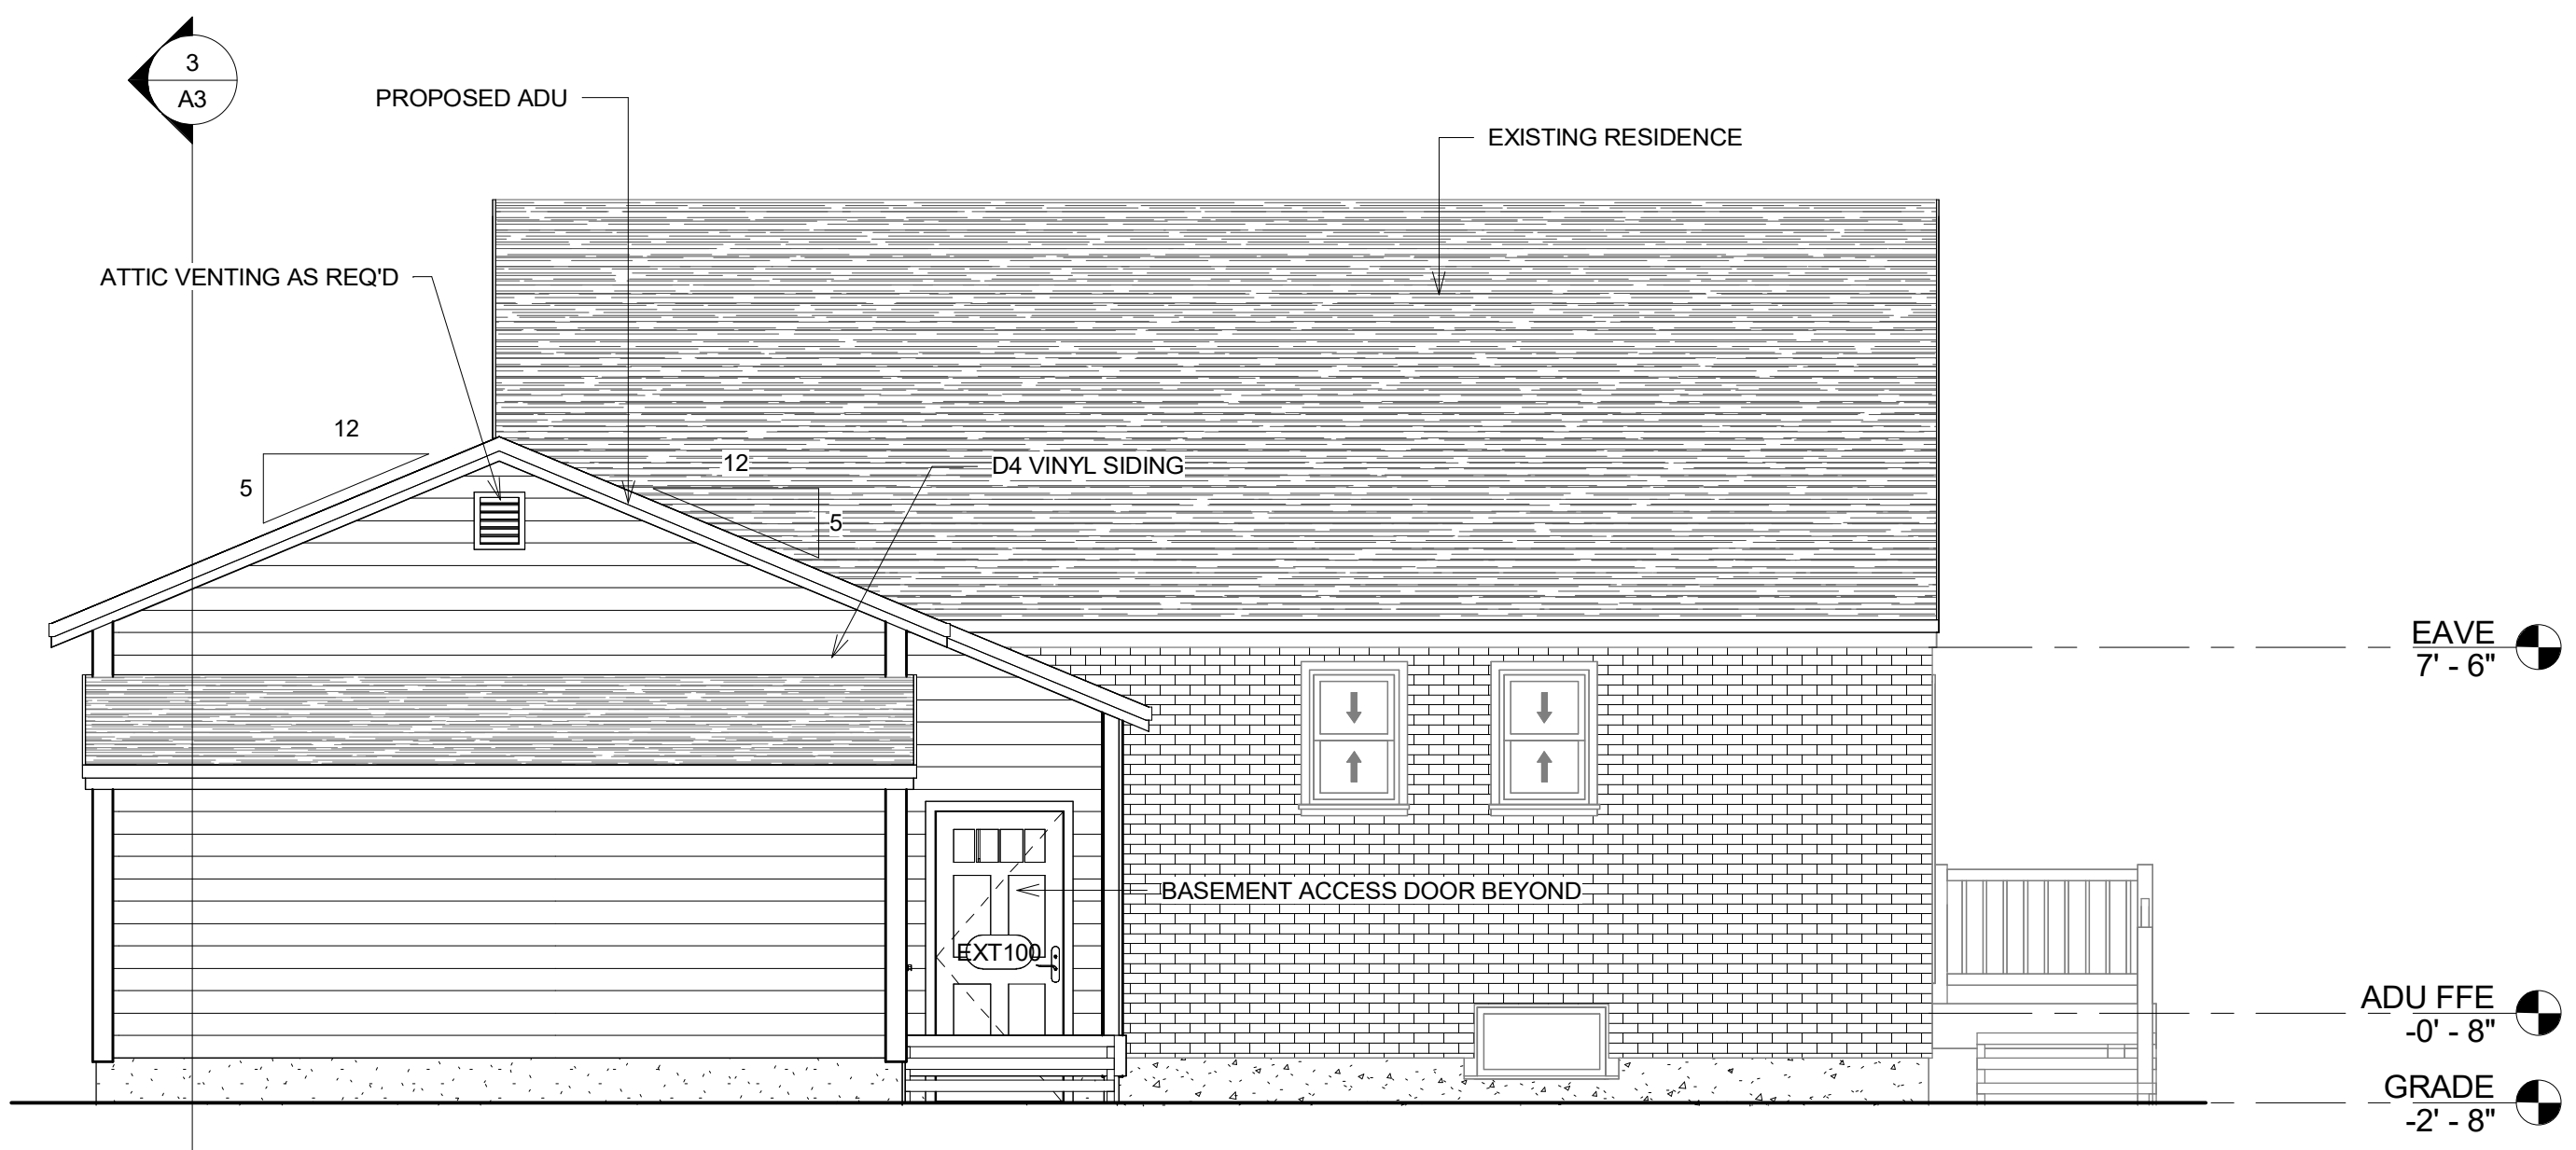 3
A3
PROPOSED ADU
EXISTING RESIDENCE
ATTIC VENTING AS REQ'D
12
5
12
5
D4 VINYL SIDING
EAVE
7' - 6"
BASEMENT ACCESS DOOR BEYOND
EXT100
ADU FFE
-0' - 8"
GRADE
-2' - 8"